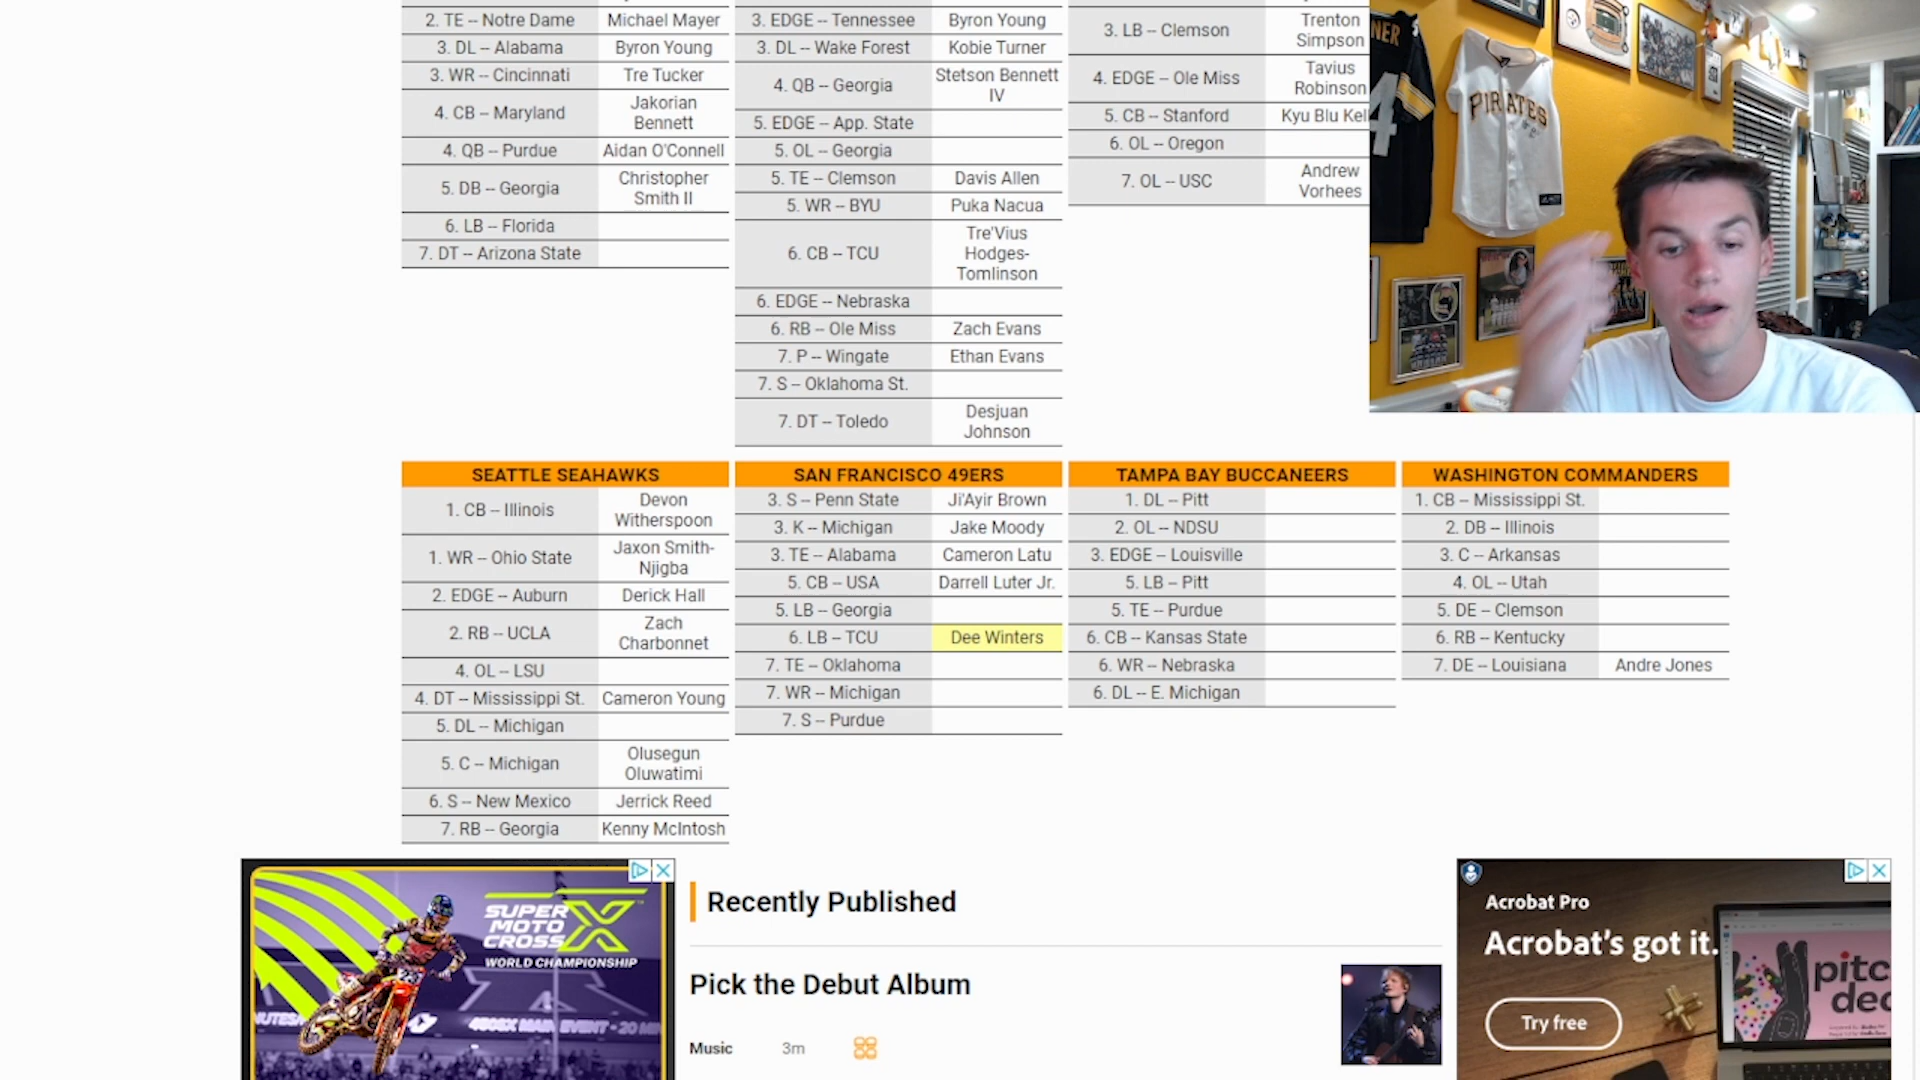 2. TE -- Notre Dame Michael Mayer
3. DL -- Alabama Byron Young
3. WR -- Cincinnati Tre Tucker
4. CB -- Maryland Jakorian
Bennett
4. QB -- Purdue Aidan O'Connell
5. DB -- Georgia Christopher
Smith II
6. LB -- Florida
7. DT -- Arizona State
3. EDGE -- Tennessee Byron Young
3. DL -- Wake Forest Kobie Turner
4. QB -- Georgia Stetson Bennett
IV
5. EDGE -- App. State
5. OL -- Georgia
5. TE -- Clemson Davis Allen
5. WR -- BYU Puka Nacua
6. CB -- TCU Tre'Vius
Hodges-
Tomlinson
6. EDGE -- Nebraska
6. RB -- Ole Miss Zach Evans
7. P -- Wingate Ethan Evans
7. S -- Oklahoma St.
7. DT -- Toledo Desjuan
Johnson
3. LB -- Clemson Trenton
Simpson
4. EDGE -- Ole Miss Tavius
Robinson
5. CB -- Stanford Kyu Blu Kel
6. OL -- Oregon
7. OL -- USC Andrew
Vorhees
NER
4
PIRATES
SEATTLE SEAHAWKS
1. CB -- Illinois Devon
Witherspoon
1. WR -- Ohio State Jaxon Smith-
Njigba
2. EDGE -- Auburn Derick Hall
2. RB -- UCLA Zach
Charbonnet
4. OL -- LSU
4. DT -- Mississippi St. Cameron Young
5. DL -- Michigan
5. C -- Michigan Olusegun
Oluwatimi
6. S -- New Mexico Jerrick Reed
7. RB -- Georgia Kenny McIntosh
SAN FRANCISCO 49ERS
3. S -- Penn State Ji'Ayir Brown
3. K -- Michigan Jake Moody
3. TE -- Alabama Cameron Latu
5. CB -- USA Darrell Luter Jr.
5. LB -- Georgia
6. LB -- TCU Dee Winters
7. TE -- Oklahoma
7. WR -- Michigan
7. S -- Purdue
TAMPA BAY BUCCANEERS
1. DL -- Pitt
2. OL -- NDSU
3. EDGE -- Louisville
5. LB -- Pitt
5. TE -- Purdue
6. CB -- Kansas State
6. WR -- Nebraska
6. DL -- E. Michigan
WASHINGTON COMMANDERS
1. CB -- Mississippi St.
2. DB -- Illinois
3. C -- Arkansas
4. OL -- Utah
5. DE -- Clemson
6. RB -- Kentucky
7. DE -- Louisiana Andre Jones
SUPER
MOTO
CROSS
WORLD CHAMPIONSHIP
450SX MAIN EVENT - 20 MI
Recently Published
Pick the Debut Album
Music 3m
Acrobat Pro
Acrobat's got it.
pitc
dec
Try free